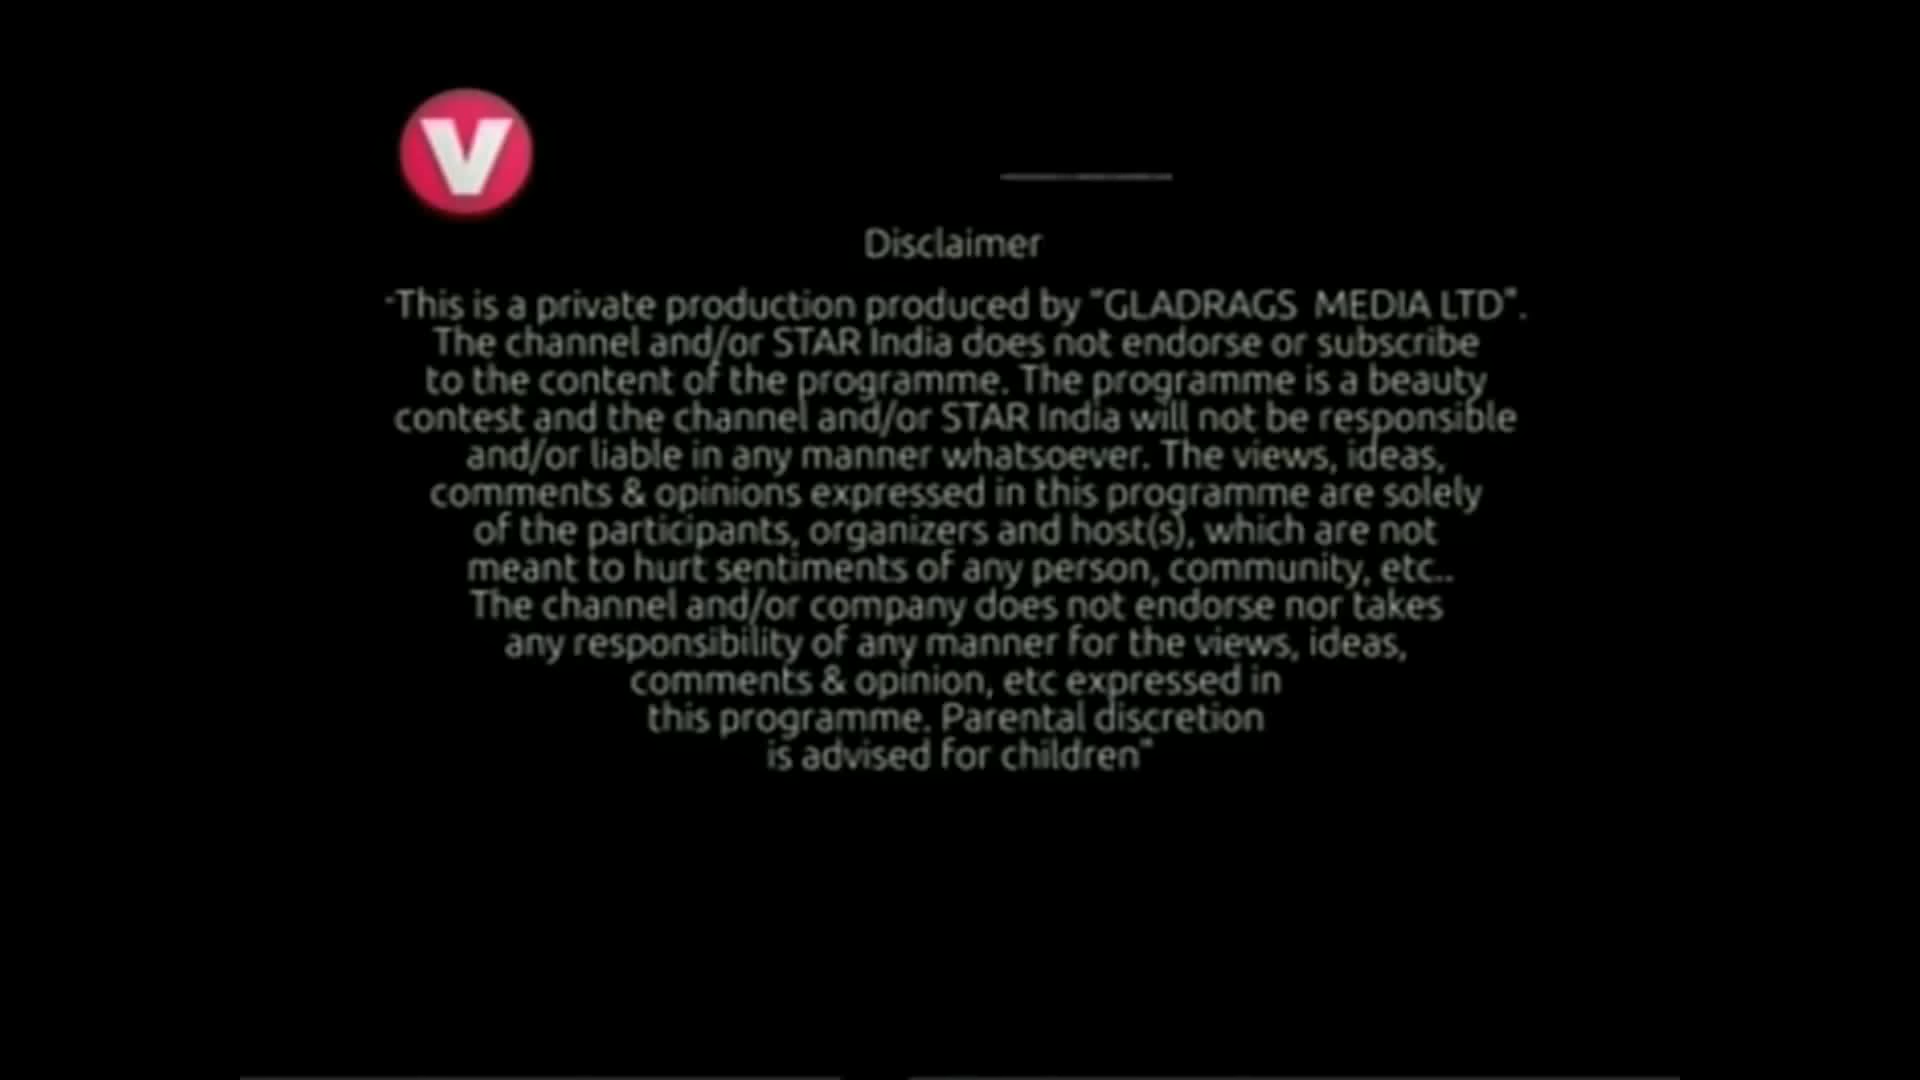 V
Disclaimer
"This is a private production produced by "GLADRAGS MEDIA LTD".
The channel and/or STAR India does not endorse or subscribe
to the content of the programme. The programme is a beauty
contest and the channel and/or STAR India will not be responsible
and/or liable in any manner whatsoever. The views, ideas,
comments & opinions expressed in this programme are solely
of the participants, organizers and host(s), which are not
meant to hurt sentiments of any person, community, etc..
The channel and/or company does not endorse nor takes
any responsibility of any manner for the views, ideas,
comments & opinion, etc expressed in
this programme. Parental discretion
is advised for children"